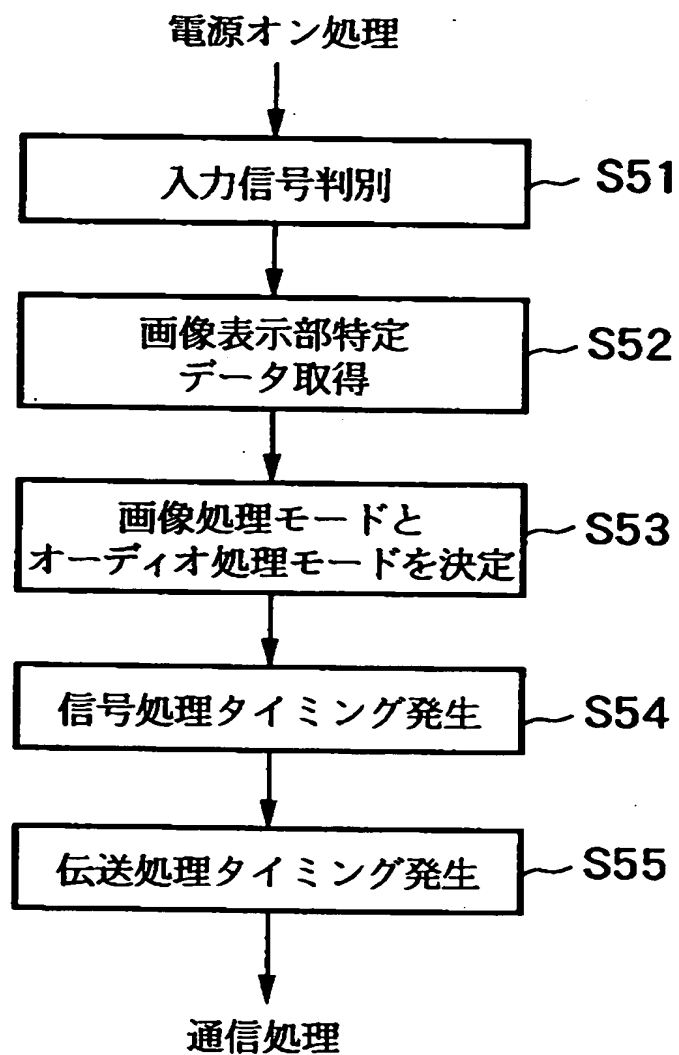 電源オン処理
入力信号判別
S51
画像表示部特定
データ取得
S52
画像処理モードと
オーディオ処理モードを決定
S53
信号処理タイミング発生
S54
伝送処理タイミング発生
S55
通信処理